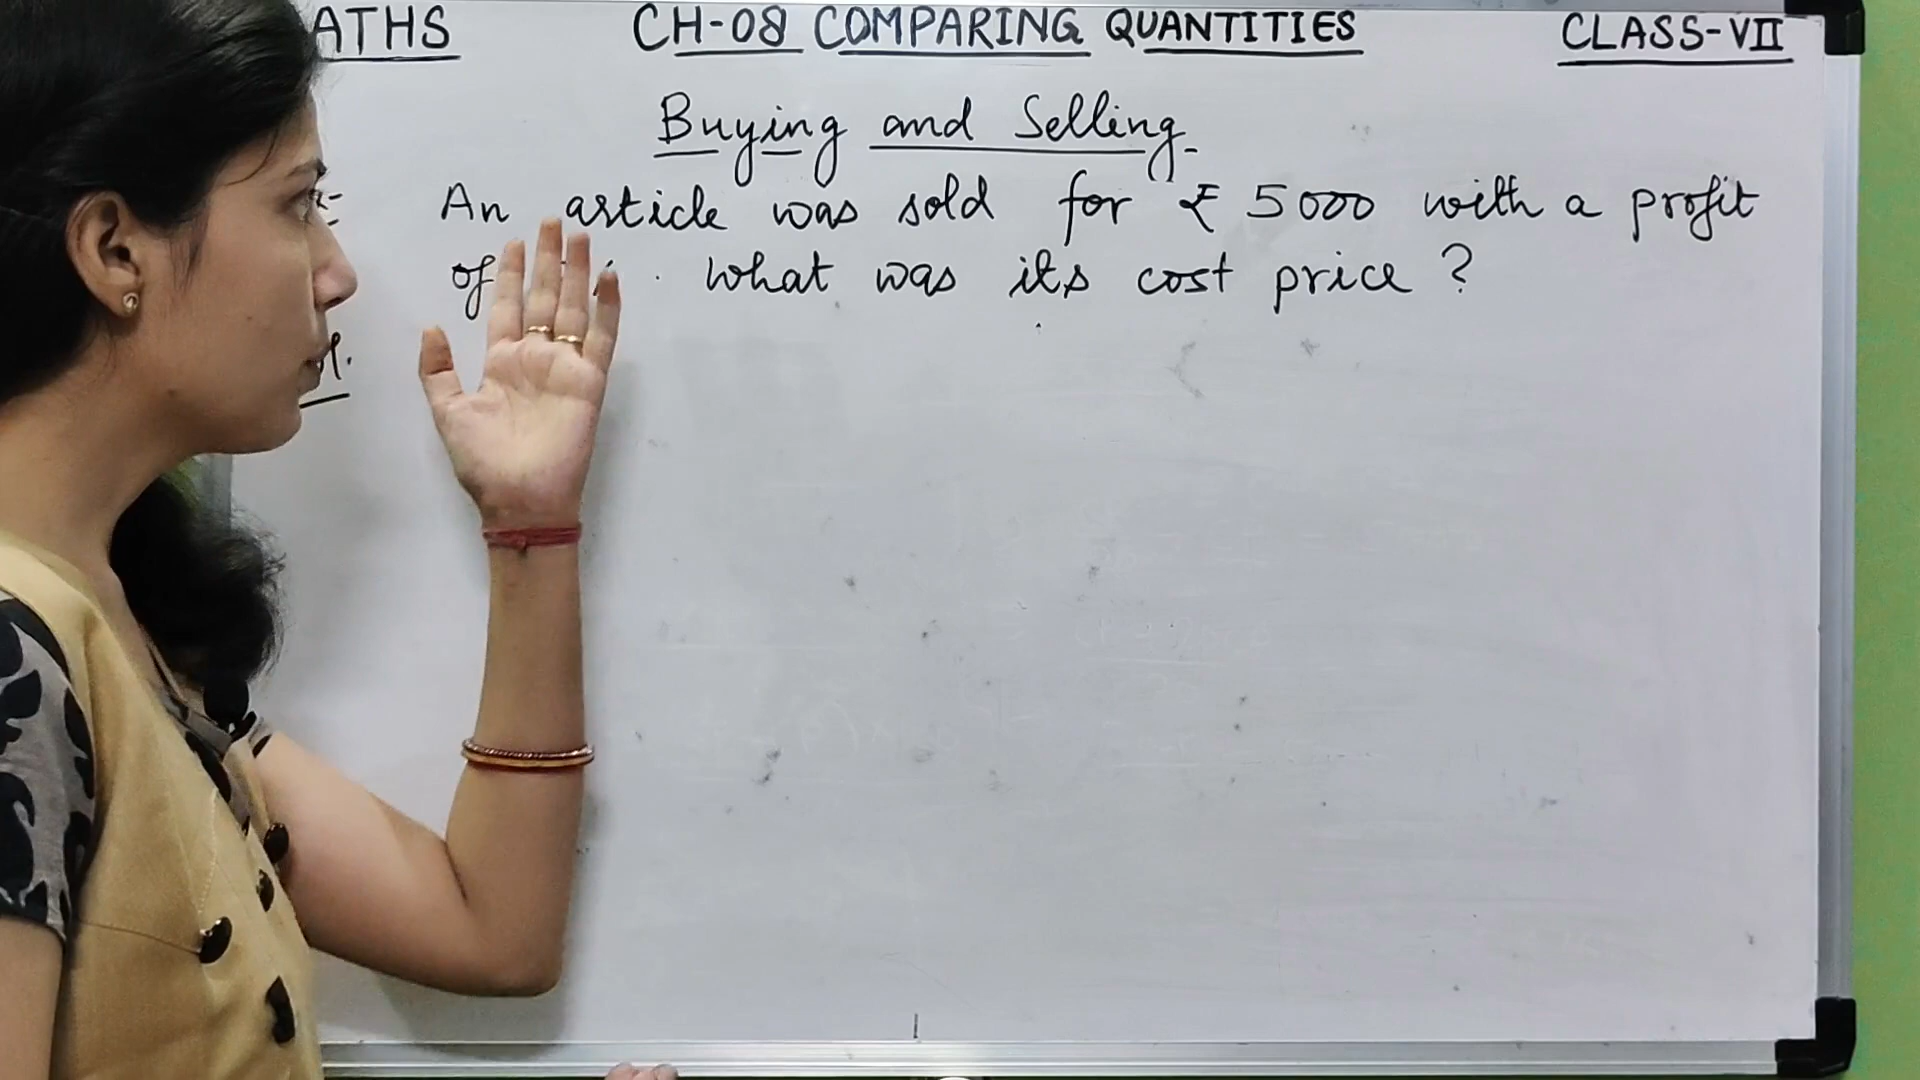 ATHS CH-08 COMPARING QUANTITIES CLASS-VII
Buying and Selling
An article was sold for ₹ 5000 with a profit
of . What was its cost price ?